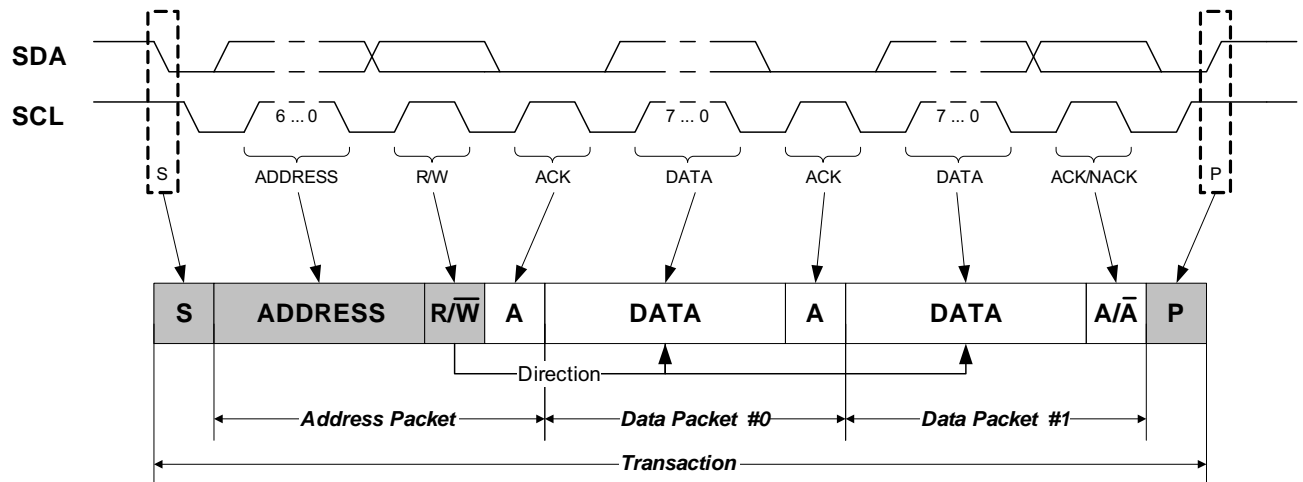 SDA
SCL
6 ... 0
7 ... 0
7 ... 0
S
ADDRESS
R/W
ACK
DATA
ACK
DATA
ACK/NACK
P
S
ADDRESS
R/W̅
A
DATA
A
DATA
A/A̅
P
Direction
Address Packet
Data Packet #0
Data Packet #1
Transaction